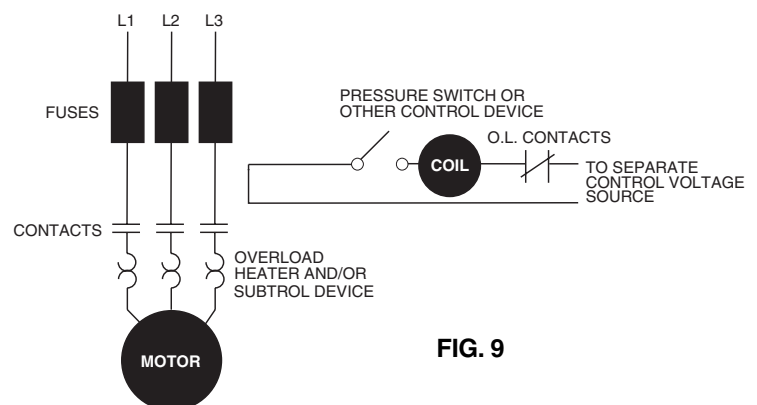 L1 L2 L3
FUSES
PRESSURE SWITCH OR
OTHER CONTROL DEVICE
O.L. CONTACTS
COIL
TO SEPARATE
CONTROL VOLTAGE
SOURCE
CONTACTS
OVERLOAD
HEATER AND/OR
SUBTROL DEVICE
MOTOR
FIG. 9